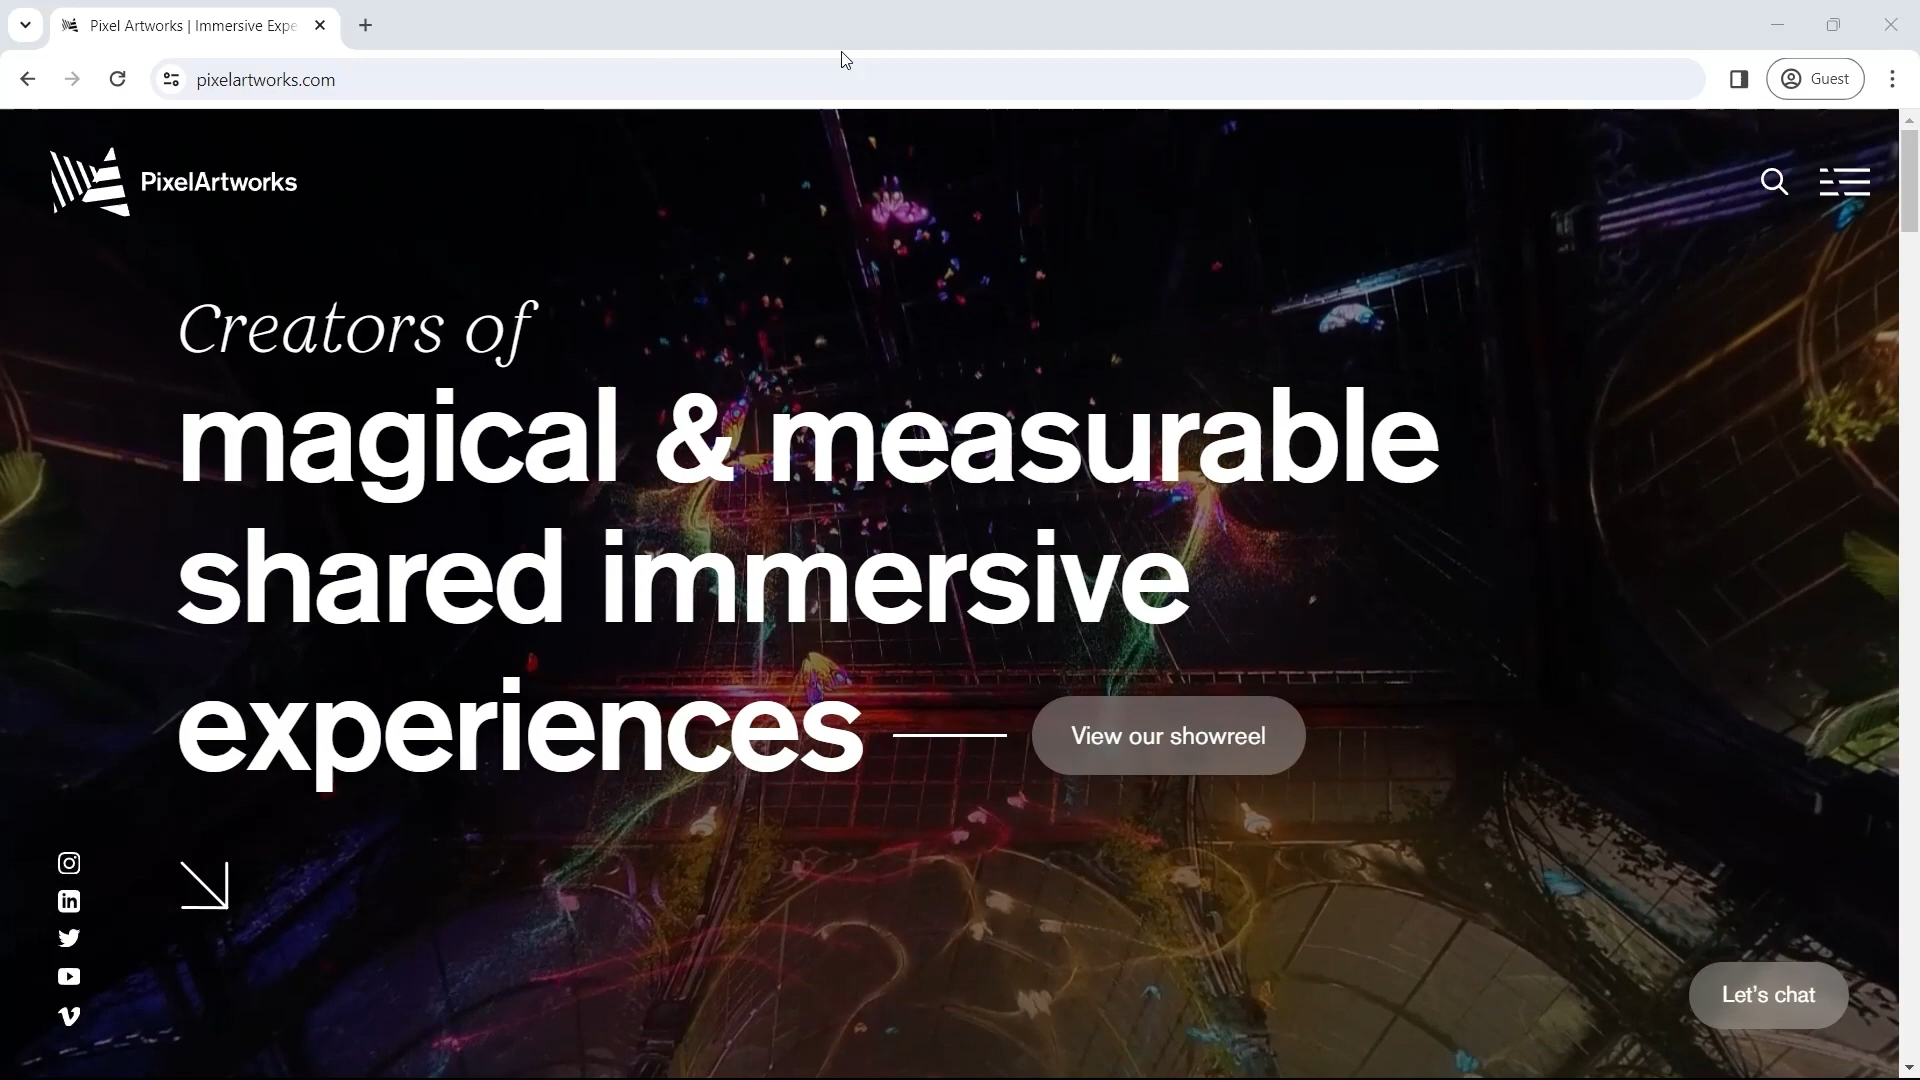 Pixel Artworks | Immersive Expe
pixelartworks.com
Guest
PixelArtworks
Creators of
magical & measurable
shared immersive
experiences
View our showreel
Let's chat